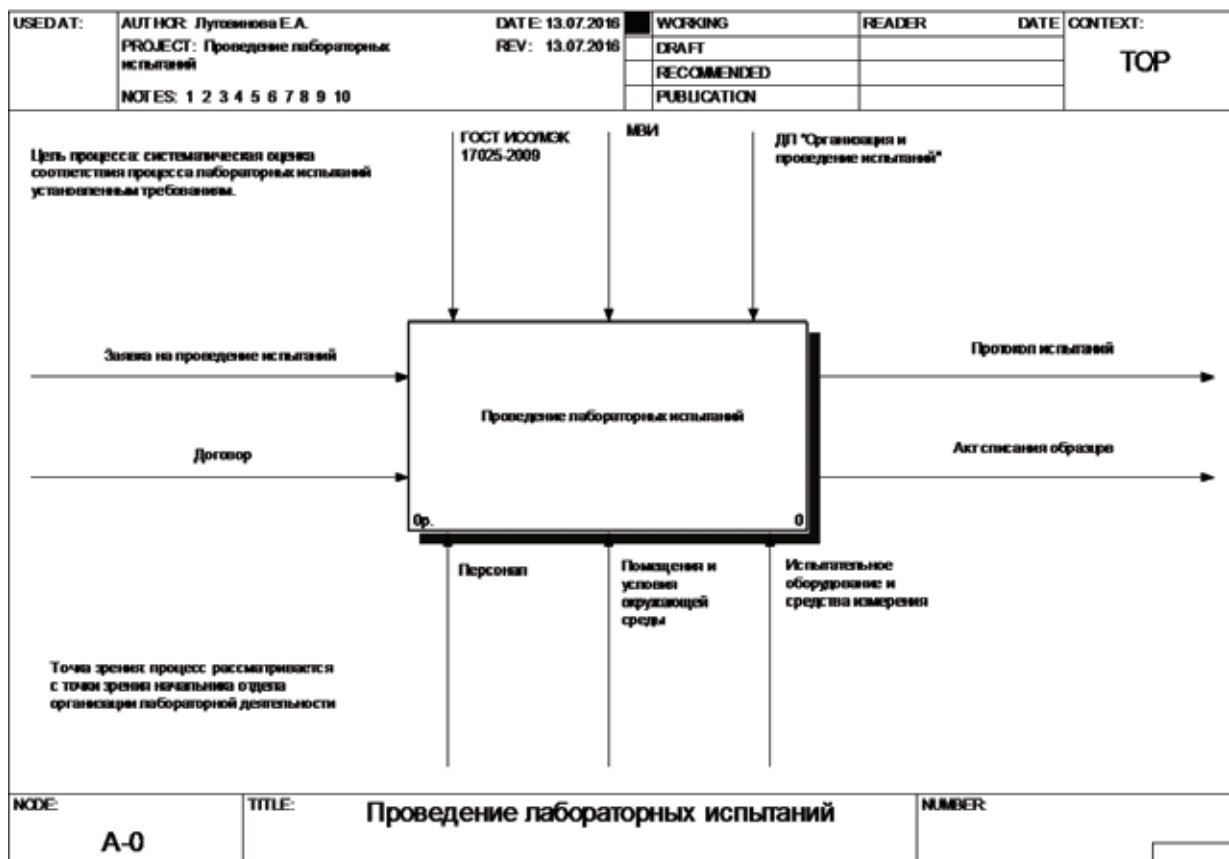 USED AT:
AUTHOR: Луговинова Е.А.
DATE: 13.07.2016
PROJECT: Проведение лабораторных
испытаний
REV: 13.07.2016
NOTES: 1 2 3 4 5 6 7 8 9 10
WORKING
DRAFT
RECOMMENDED
PUBLICATION
READER
DATE
CONTEXT:
TOP
Цель процесса: систематическая оценка
соответствия процесса лабораторных испытаний
установленным требованиям.
ГОСТ ИСО/МЭК
17025-2009
МВИ
ДП "Организация и
проведение испытаний"
Заявка на проведение испытаний
Договор
Проведение лабораторных испытаний
0р.
0
Протокол испытаний
Акт списания образцов
Персонал
Помещения и
условия
окружающей
среды
Испытательное
оборудование и
средства измерения
Точка зрения: процесс рассматривается
с точки зрения начальника отдела
организации лабораторной деятельности
NODE:
A-0
TITLE:
Проведение лабораторных испытаний
NUMBER: